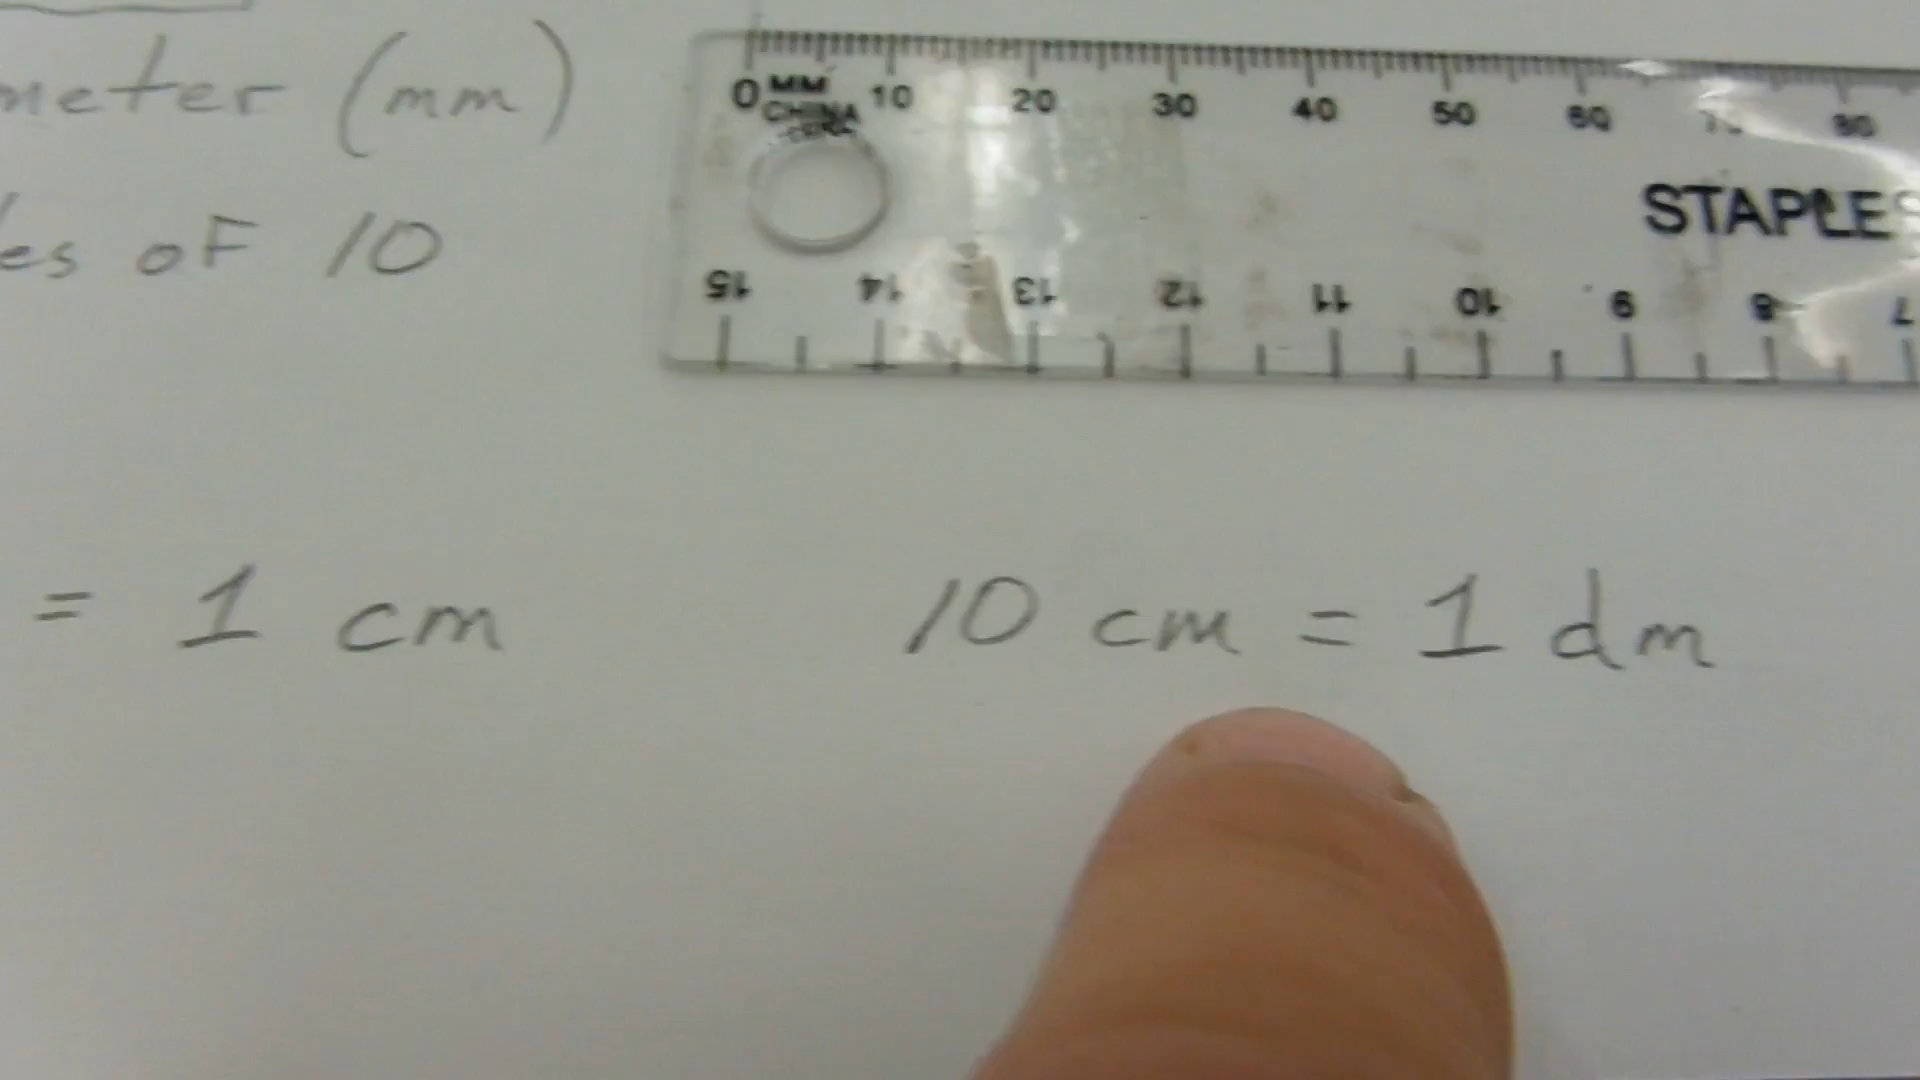 meter (mm)
es of 10
0 MM 10 20 30 40 50 60 80
CHINA
STAPLES
15 14 13 12 11 10 9 8 7
= 1 cm
10 cm = 1 dm